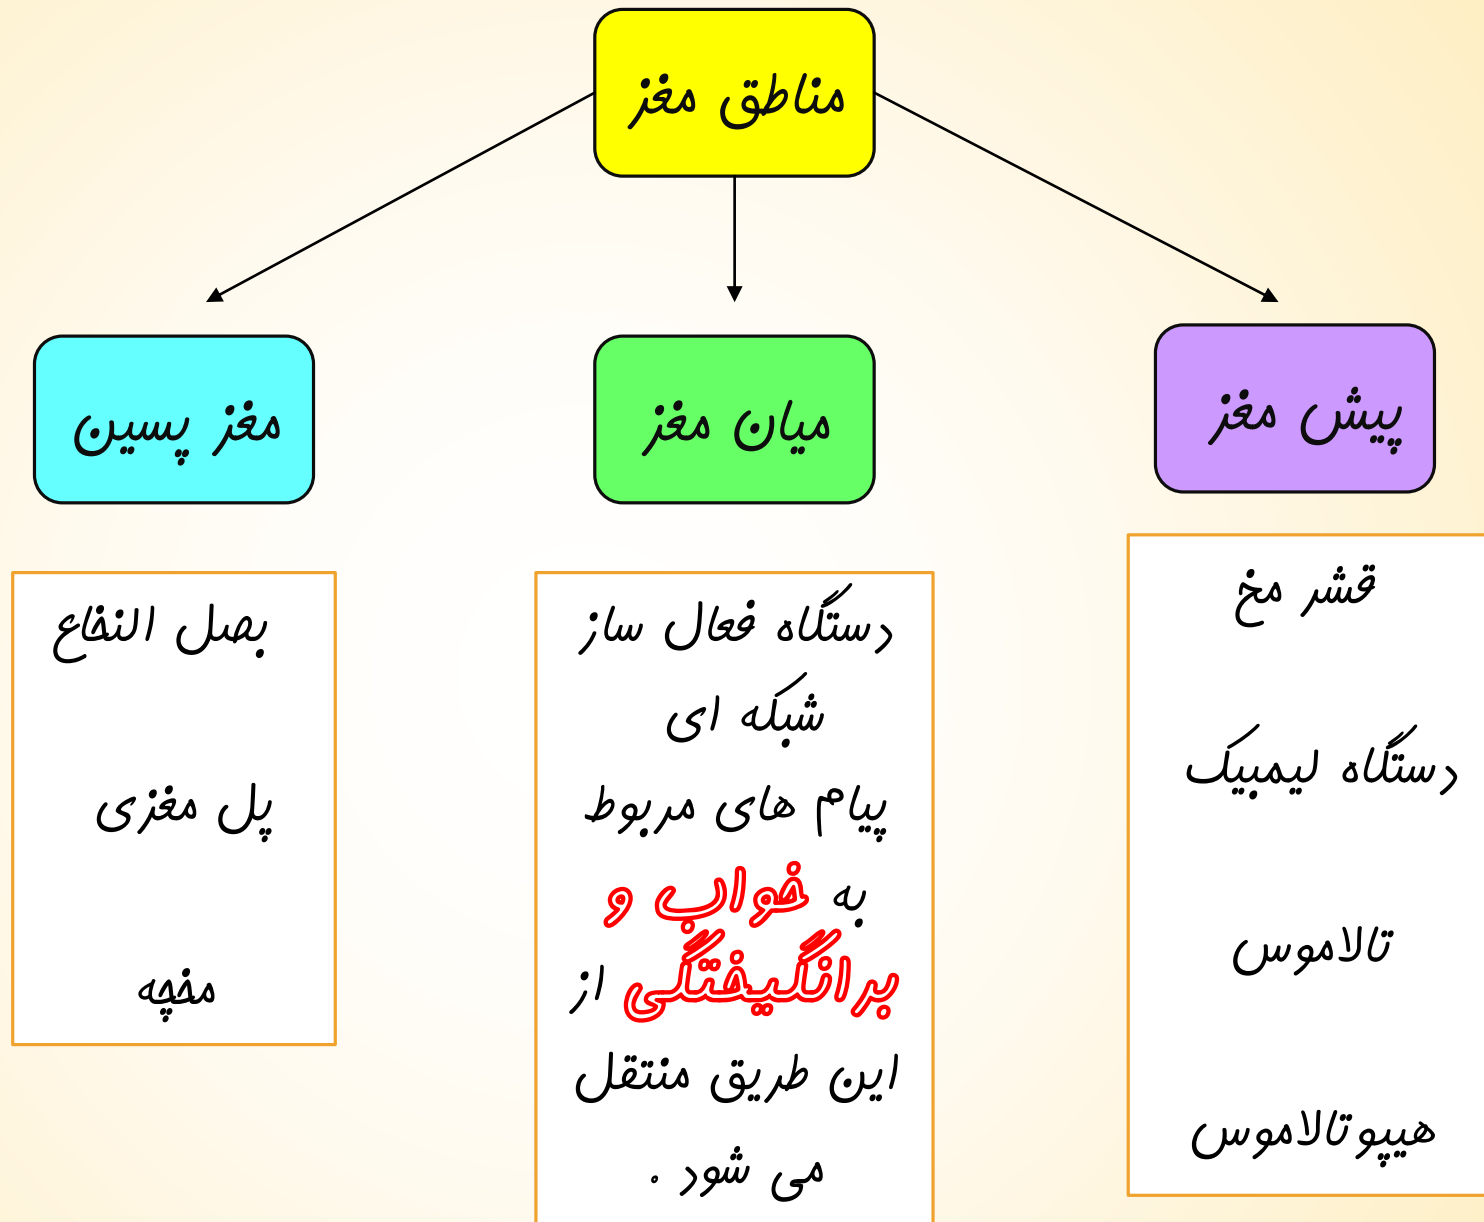 مناطق مغز
پیش مغز
میان مغز
مغز پسین
قشر مخ
دستگاه لیمبیک
تالاموس
هیپوتالاموس
دستگاه فعال ساز
شبکه ای
پیام های مربوط
به خواب و
برانگیختگی از
این طریق منتقل
می شود .
بصل النخاع
پل مغزی
مخچه